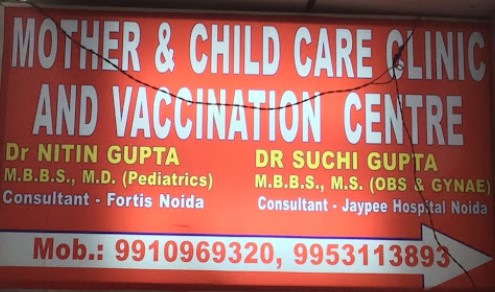 MOTHER & CHILD CARE CLINIC
AND VACCINATION CENTRE
Dr NITIN GUPTA
M.B.B.S., M.D. (Pediatrics)
Consultant - Fortis Noida
DR SUCHI GUPTA
M.B.B.S., M.S. (OBS & GYNAE)
Consultant - Jaypee Hospital Noida
Mob.: 9910969320, 9953113893